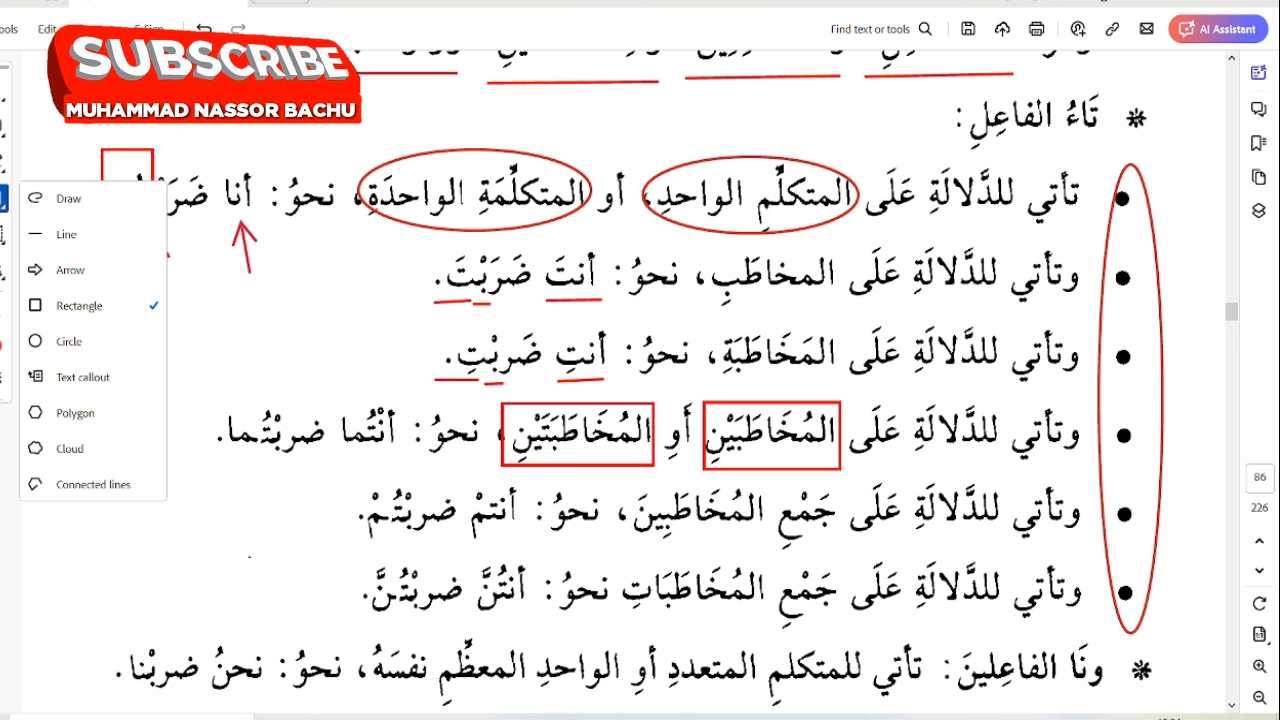 Find text or tools
AI Assistant
SUBSCRIBE
MUHAMMAD NASSOR BACHU
* تَاءُ الفاعِلِ:
• تأتي للدَّلالَةِ عَلَى المتكلِّمِ الواحدِ، أو المتكلِّمَةِ الواحدَةِ، نحوُ: أنا
• وتأتي للدَّلالَةِ عَلَى المخاطَبِ، نحوُ: أنتَ ضَرَبْتَ.
• وتأتي للدَّلالَةِ عَلَى المَخَاطَبَةِ، نحوُ: أنتِ ضَربْتِ.
• وتأتي للدَّلالَةِ عَلَى المُخَاطَبَيْنِ أَوِ المُخَاطَبَتَيْنِ، نحوُ: أنْتُما ضربْتُما.
• وتأتي للدَّلالَةِ عَلَى جَمْعِ المُخَاطَبِينَ، نحوُ: أنتمْ ضربْتُمْ.
• وتأتي للدَّلالَةِ عَلَى جَمْعِ المُخَاطَبَاتِ نحوُ: أنتُنَّ ضربْتُنَّ.
* ونَا الفاعِلينَ: تأتي للمتكلمِ المتعددِ أوِ الواحدِ المعظِّمِ نفسَهُ، نحوُ: نحنُ ضربْنا.
Draw
Line
Arrow
Rectangle
Circle
Text callout
Polygon
Cloud
Connected lines
86
226